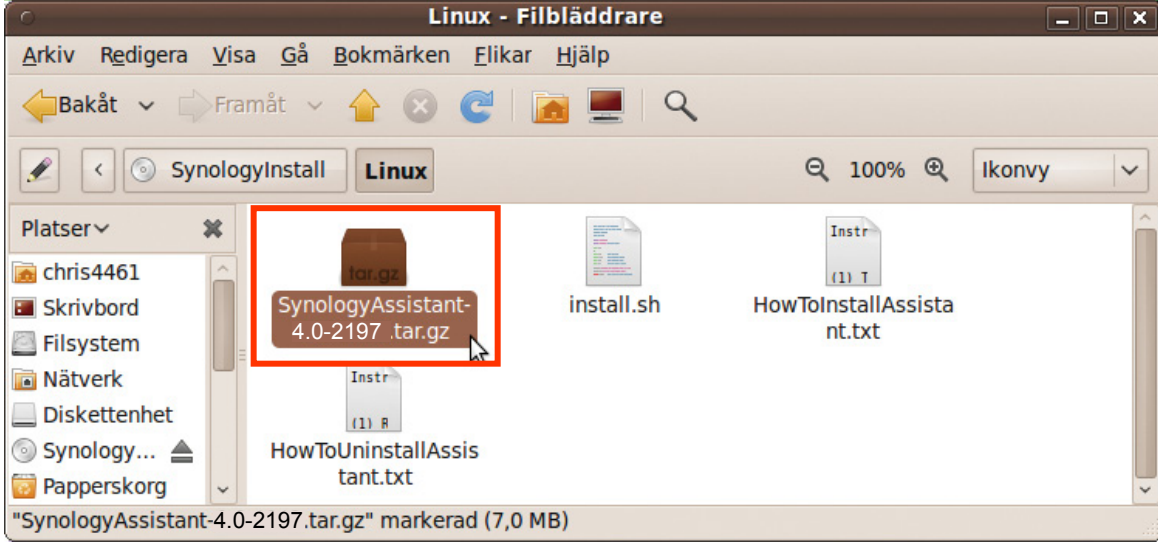 Linux - Filbläddrare
Arkiv Redigera Visa Gå Bokmärken Flikar Hjälp
Bakåt Framåt
SynologyInstall Linux 100% Ikonvy
Platser
chris4461
Skrivbord
Filsystem
Nätverk
Diskettenhet
Synology...
Papperskorg
tar.gz
SynologyAssistant-
4.0-2197 .tar.gz
install.sh
Instr
(1) T
HowToInstallAssista
nt.txt
Instr
(1) R
HowToUninstallAssis
tant.txt
"SynologyAssistant-4.0-2197.tar.gz" markerad (7,0 MB)